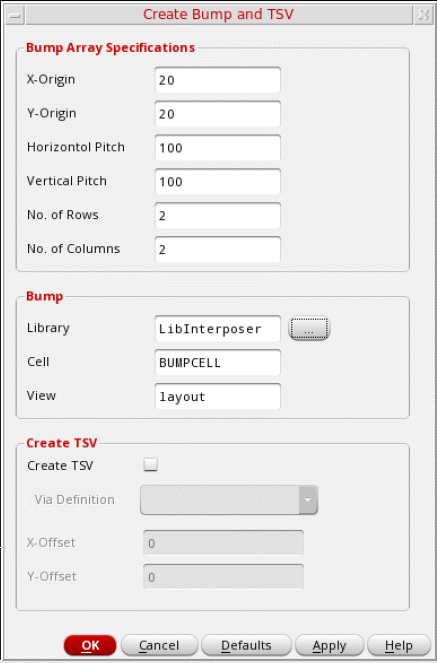 Create Bump and TSV
Bump Array Specifications
X-Origin 20
Y-Origin 20
Horizontol Pitch 100
Vertical Pitch 100
No. of Rows 2
No. of Columns 2
Bump
Library LibInterposer ...
Cell BUMPCELL
View layout
Create TSV
Create TSV
Via Definition
X-Offset 0
Y-Offset 0
OK Cancel Defaults Apply Help